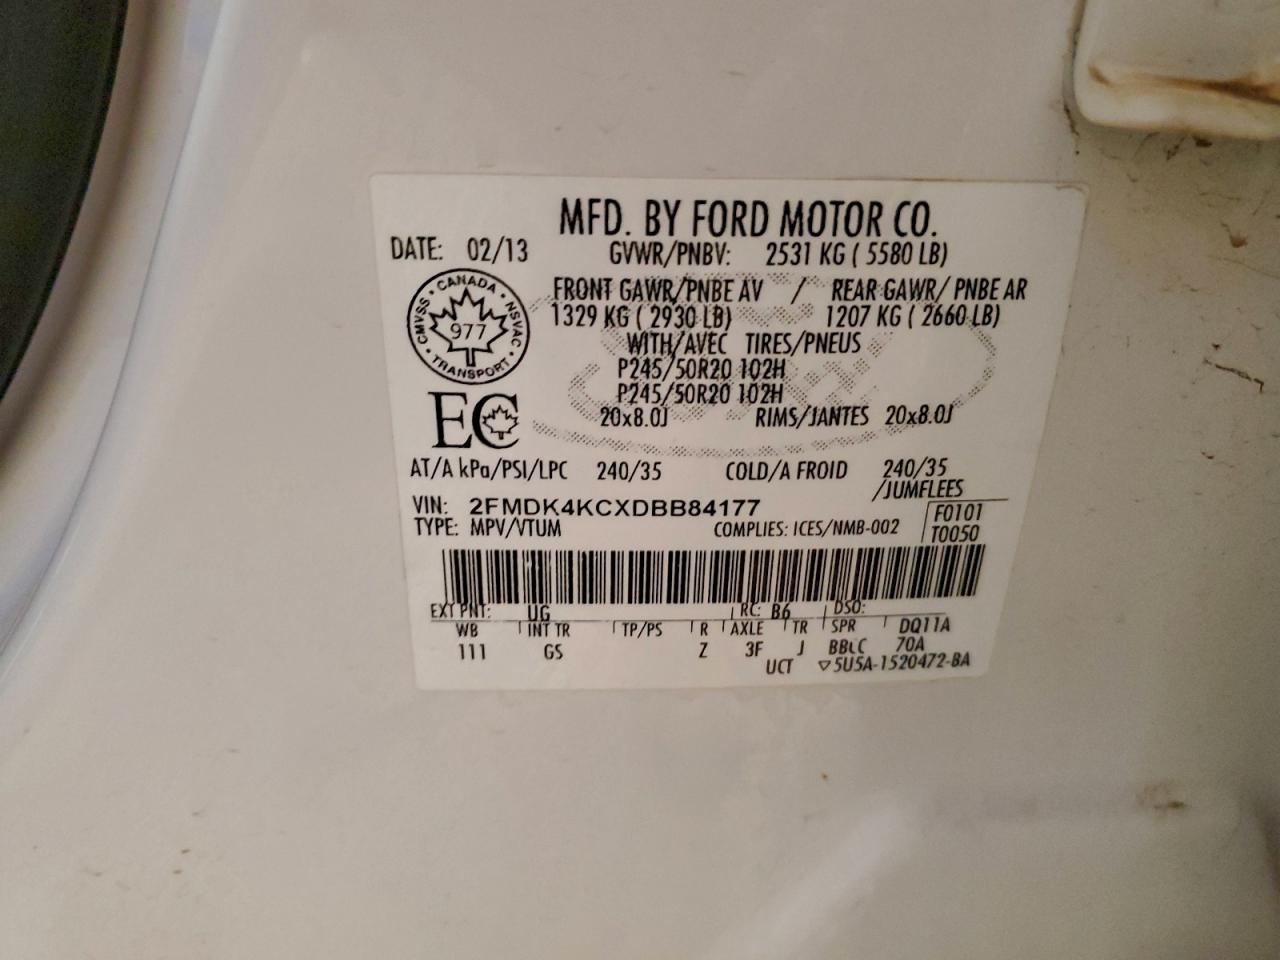 MFD. BY FORD MOTOR CO.
DATE: 02/13 GVWR/PNBV: 2531 KG ( 5580 LB)
CANADA
CMVSS NSVAC
977
TRANSPORT
FRONT GAWR/PNBE AV / REAR GAWR/ PNBE AR
1329 KG ( 2930 LB) 1207 KG ( 2660 LB)
WITH/AVEC TIRES/PNEUS
P245/50R20 102H
P245/50R20 102H
EC
20x8.0J RIMS/JANTES 20x8.0J
AT/A kPa/PSI/LPC 240/35 COLD/A FROID 240/35
/JUMELEES
VIN: 2FMDK4KCXDBB84177
F0101
TYPE: MPV/VTUM COMPLIES: ICES/NMB-002
T0050
EXT PNT: UG RC: B6 DSO:
WB INT TR TP/PS R AXLE TR SPR DQ11A
111 GS Z 3F J BBLC 70A
UCT ▽5U5A-1520472-BA